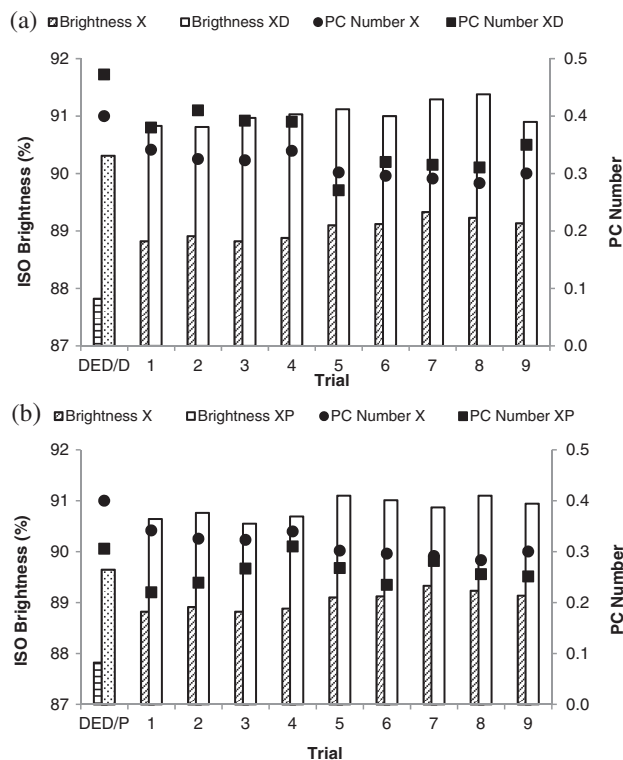 (a)
Brightness X Brigthness XD PC Number X PC Number XD
92
91
90
89
88
87
ISO Brightness (%)
0.5
0.4
0.3
0.2
0.1
0.0
PC Number
DED/D 1 2 3 4 5 6 7 8 9
Trial
(b)
Brightness X Brightness XP PC Number X PC Number XP
92
91
90
89
88
87
ISO Brightness (%)
0.5
0.4
0.3
0.2
0.1
0.0
PC Number
DED/P 1 2 3 4 5 6 7 8 9
Trial